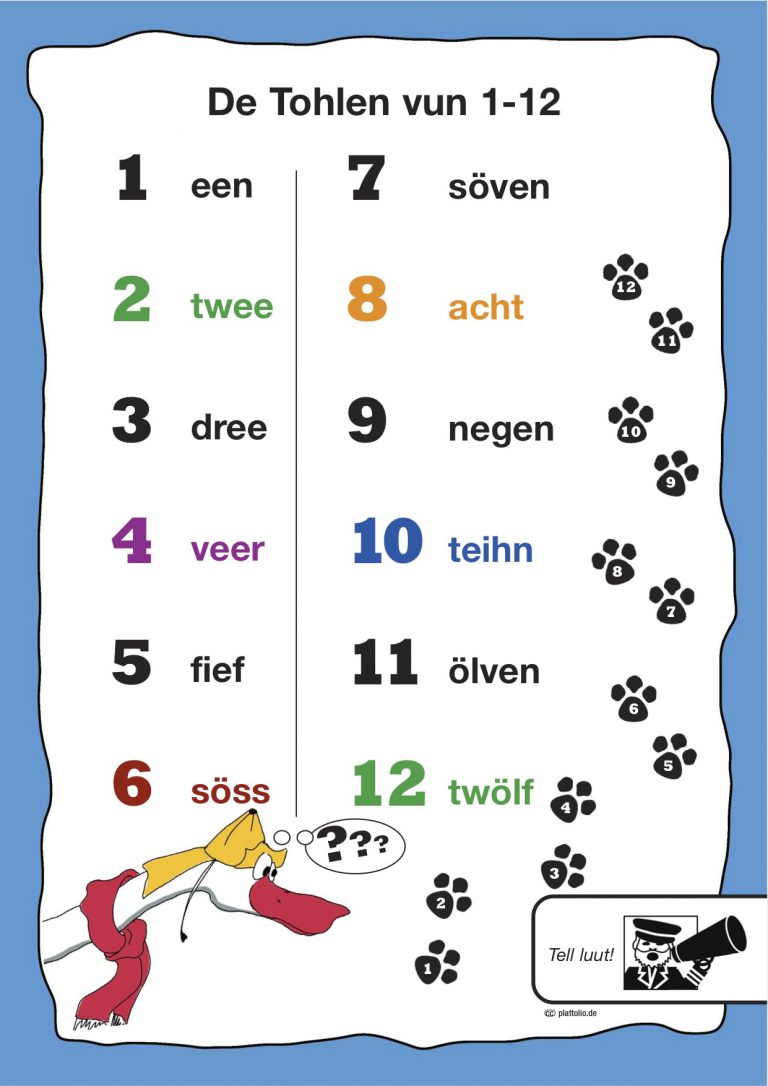 De Tohlen vun 1-12
1 een
2 twee
3 dree
4 veer
5 fief
6 söss
7 söven
8 acht
9 negen
10 teihn
11 ölven
12 twölf
12
11
10
9
8
7
6
5
4
3
2
1
???
Tell luut!
cc plattolio.de